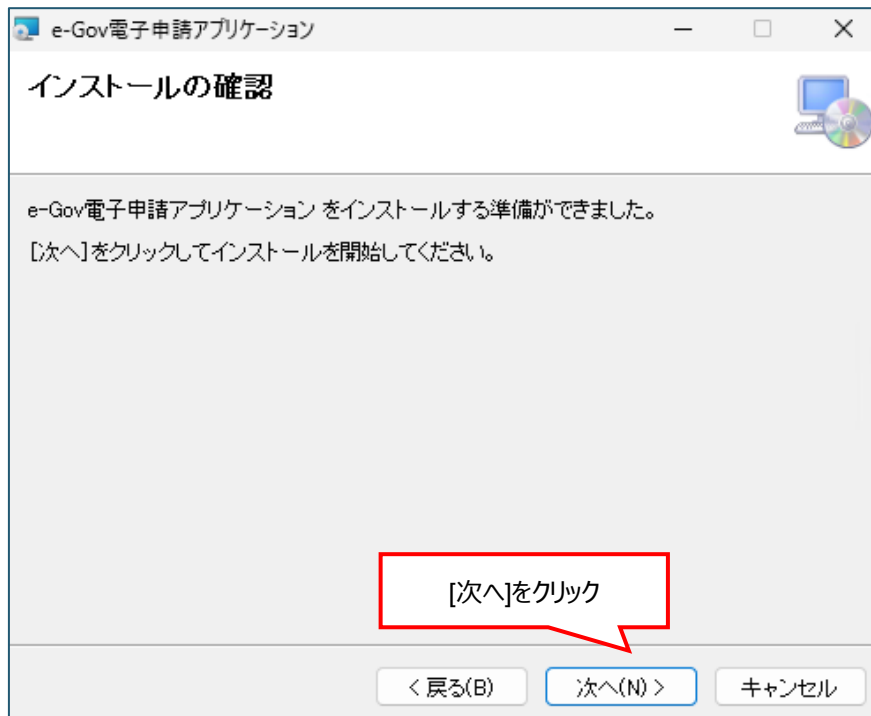 e-Gov電子申請アプリケーション
インストールの確認
e-Gov電子申請アプリケーション をインストールする準備ができました。
[次へ]をクリックしてインストールを開始してください。
[次へ]をクリック
< 戻る(B)
次へ(N) >
キャンセル